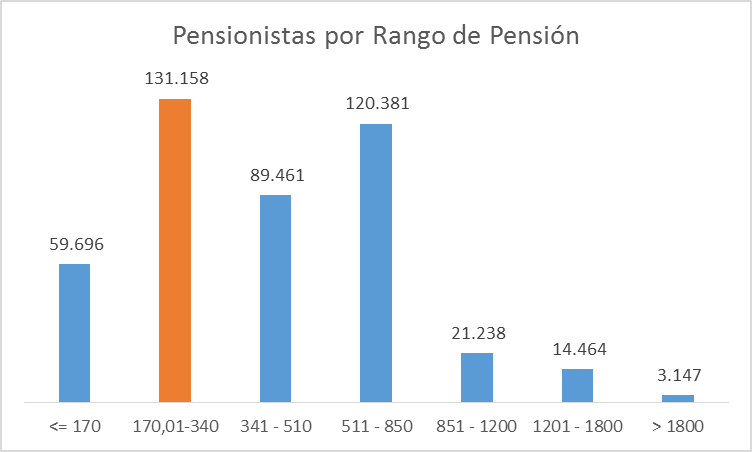 Pensionistas por Rango de Pensión
131.158
120.381
89.461
59.696
21.238
14.464
3.147
<= 170
170,01-340
341 - 510
511 - 850
851 - 1200
1201 - 1800
> 1800